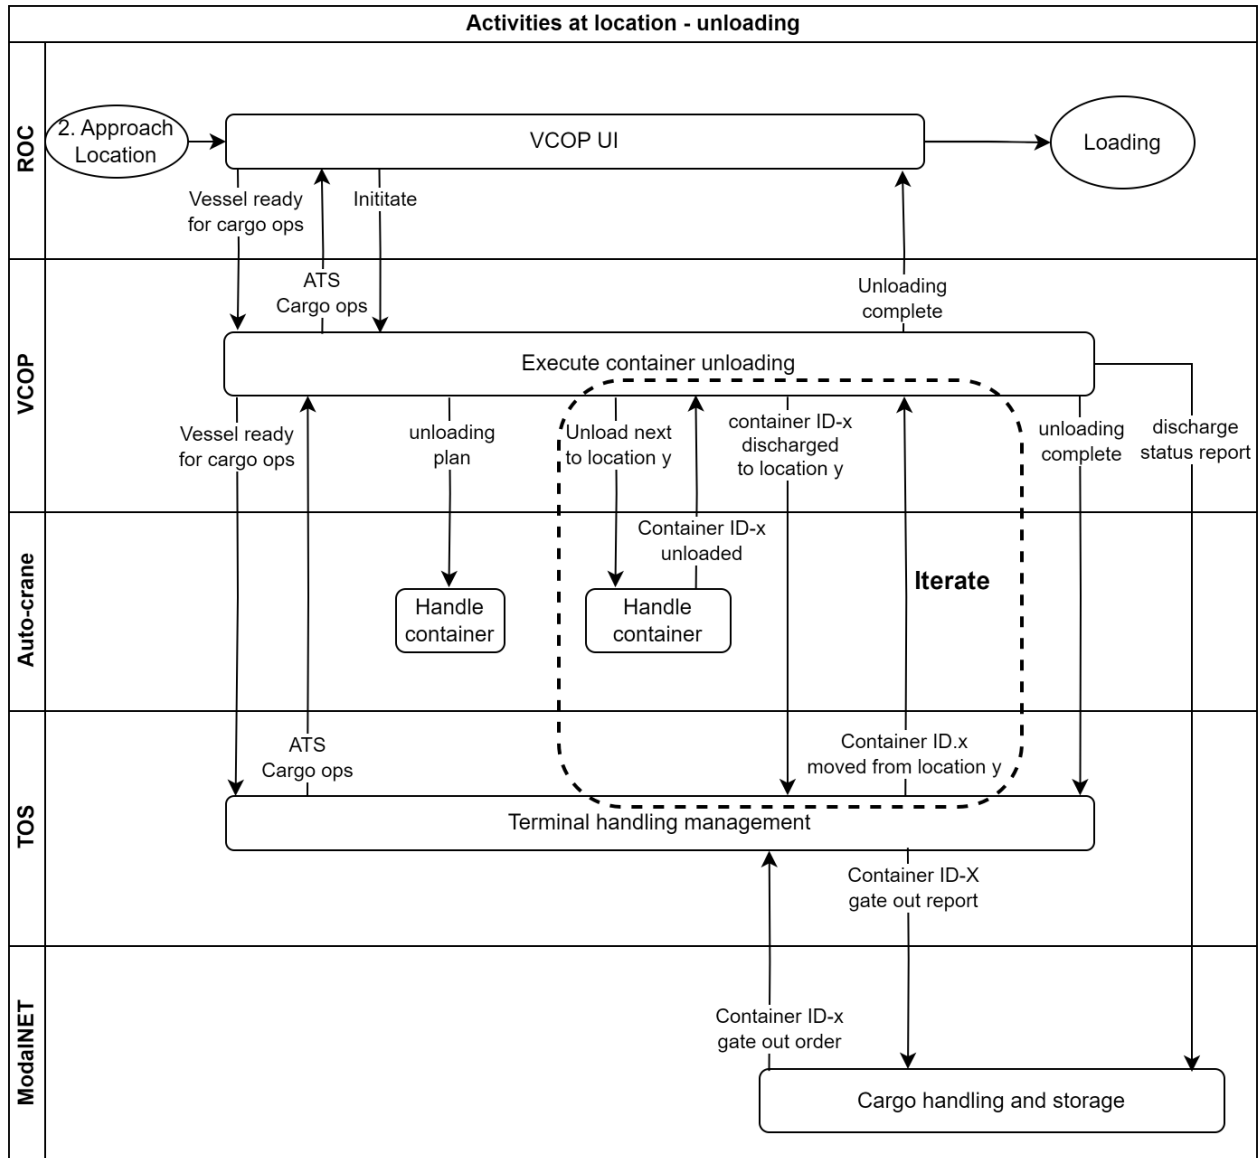 Activities at location - unloading
ROC
2. Approach
Location
VCOP UI
Loading
Vessel ready
for cargo ops
Inititate
ATS
Cargo ops
Unloading
complete
VCOP
Execute container unloading
Vessel ready
for cargo ops
unloading
plan
Unload next
to location y
container ID-x
discharged
to location y
unloading
complete
discharge
status report
Auto-crane
Container ID-x
unloaded
Handle
container
Handle
container
Iterate
TOS
ATS
Cargo ops
Container ID.x
moved from location y
Terminal handling management
Container ID-X
gate out report
ModalNET
Container ID-x
gate out order
Cargo handling and storage